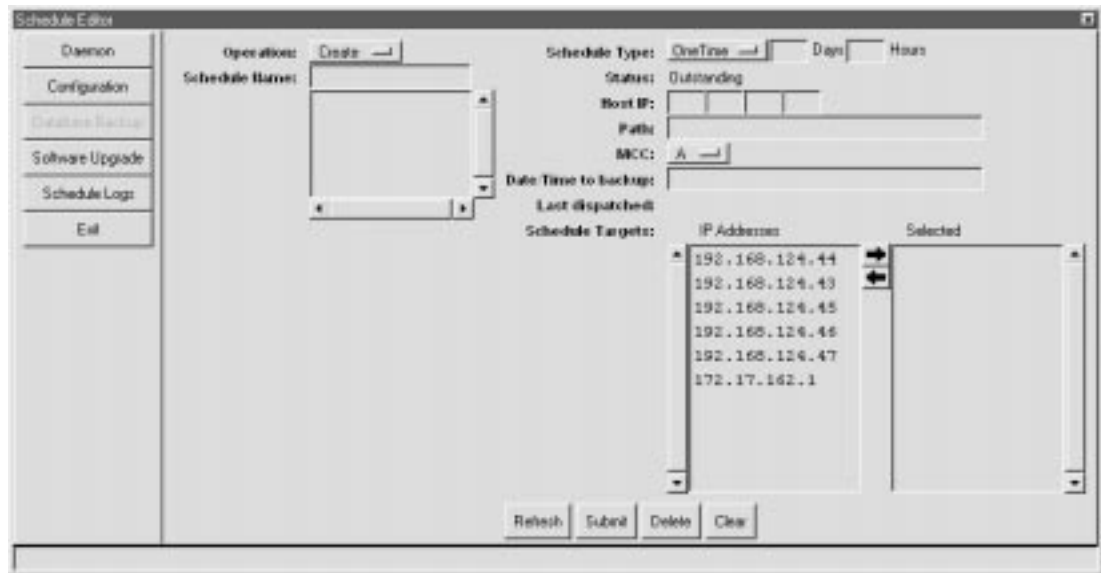 Schedule Editor
Daemon
Configuration
Database Backup
Software Upgrade
Schedule Logs
Exit
Operation: Create
Schedule Name:
Schedule Type: OneTime Days Hours
Status: Outstanding
Host IP:
Path:
MCC: A
Date Time to backup:
Last dispatched:
Schedule Targets: IP Addresses Selected
192.168.124.44
192.168.124.43
192.168.124.45
192.168.124.46
192.168.124.47
172.17.162.1
Refresh Submit Delete Clear